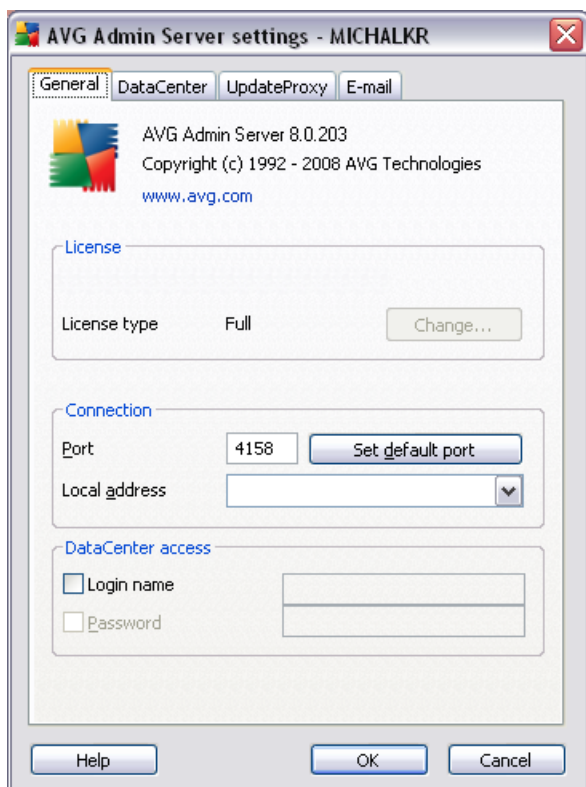 AVG Admin Server settings - MICHALKR
General DataCenter UpdateProxy E-mail
AVG Admin Server 8.0.203
Copyright (c) 1992 - 2008 AVG Technologies
www.avg.com
License
License type Full Change...
Connection
Port 4158 Set default port
Local address
DataCenter access
Login name
Password
Help OK Cancel